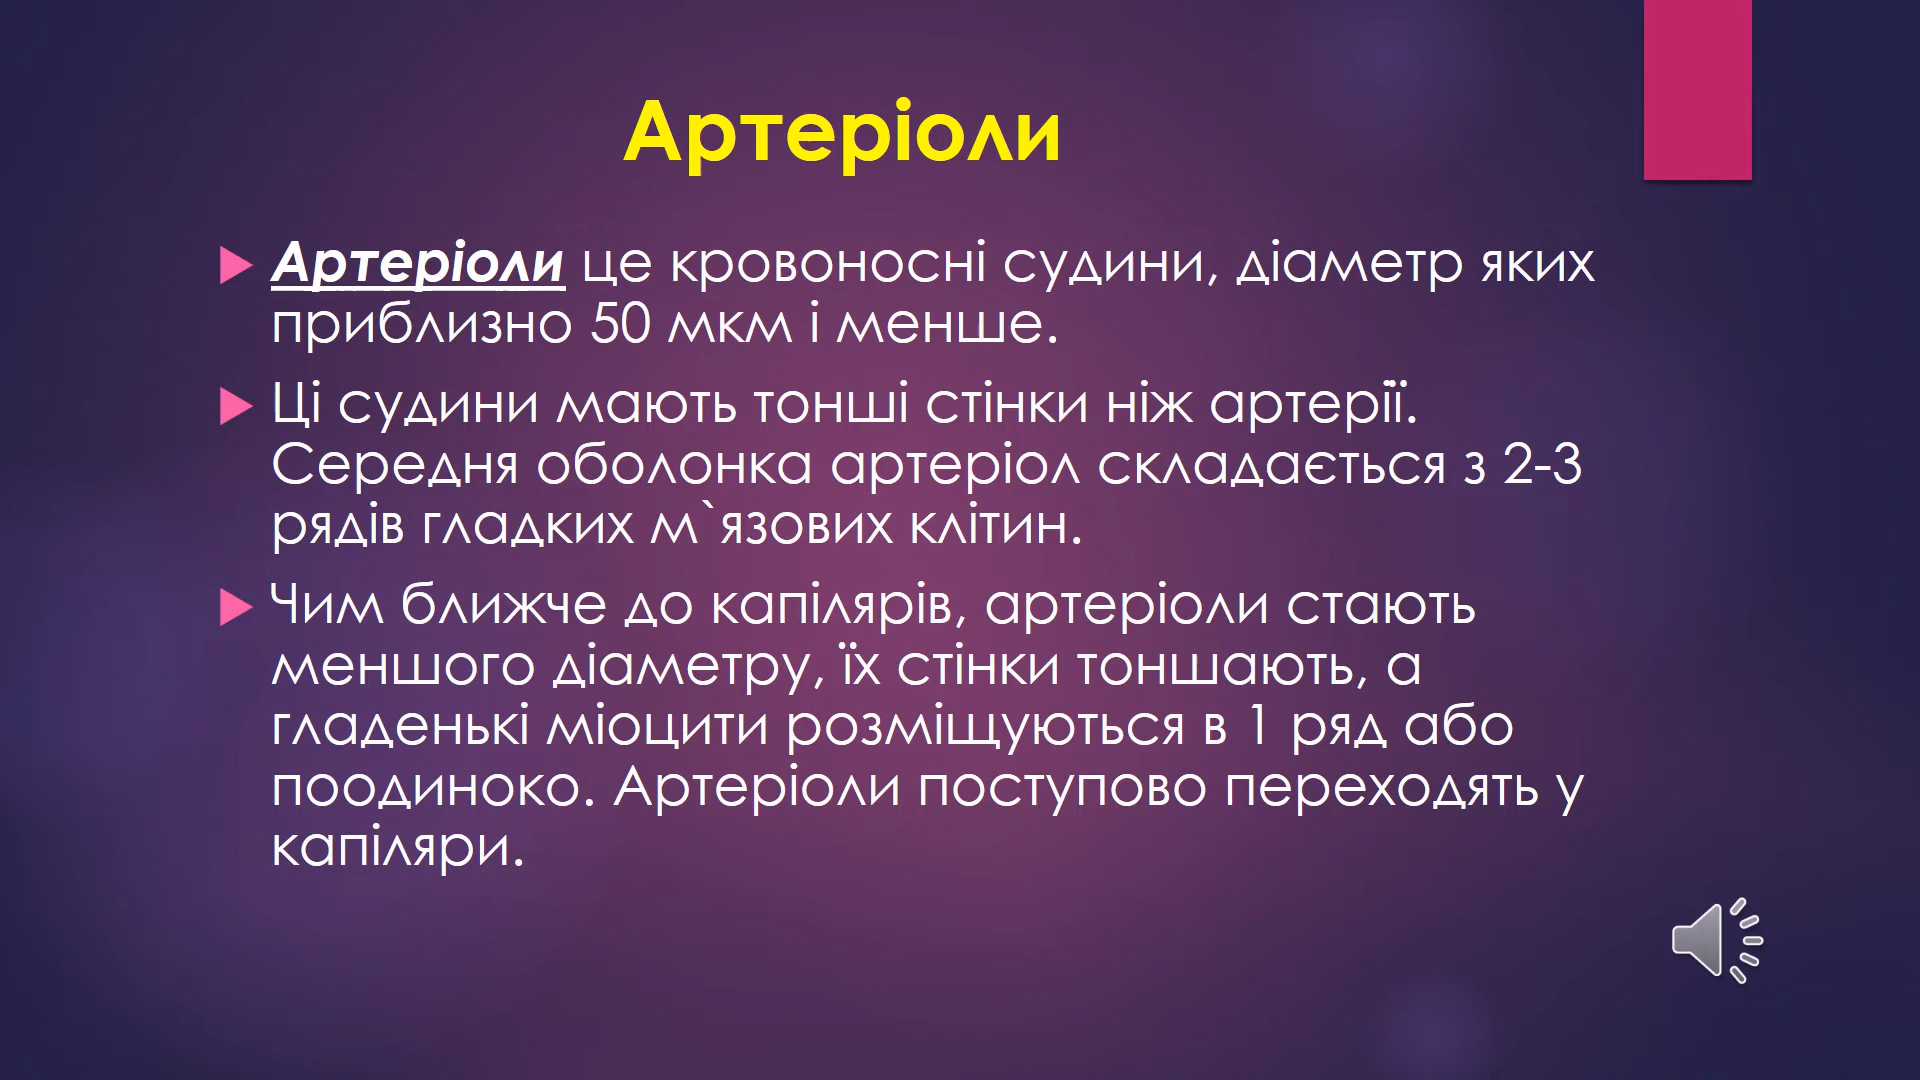 Артеріоли
Артеріоли це кровоносні судини, діаметр яких
приблизно 50 мкм і менше.
Ці судини мають тонші стінки ніж артерії.
Середня оболонка артеріол складається з 2-3
рядів гладких м`язових клітин.
Чим ближче до капілярів, артеріоли стають
меншого діаметру, їх стінки тоншають, а
гладенькі міоцити розміщуються в 1 ряд або
поодиноко. Артеріоли поступово переходять у
капіляри.